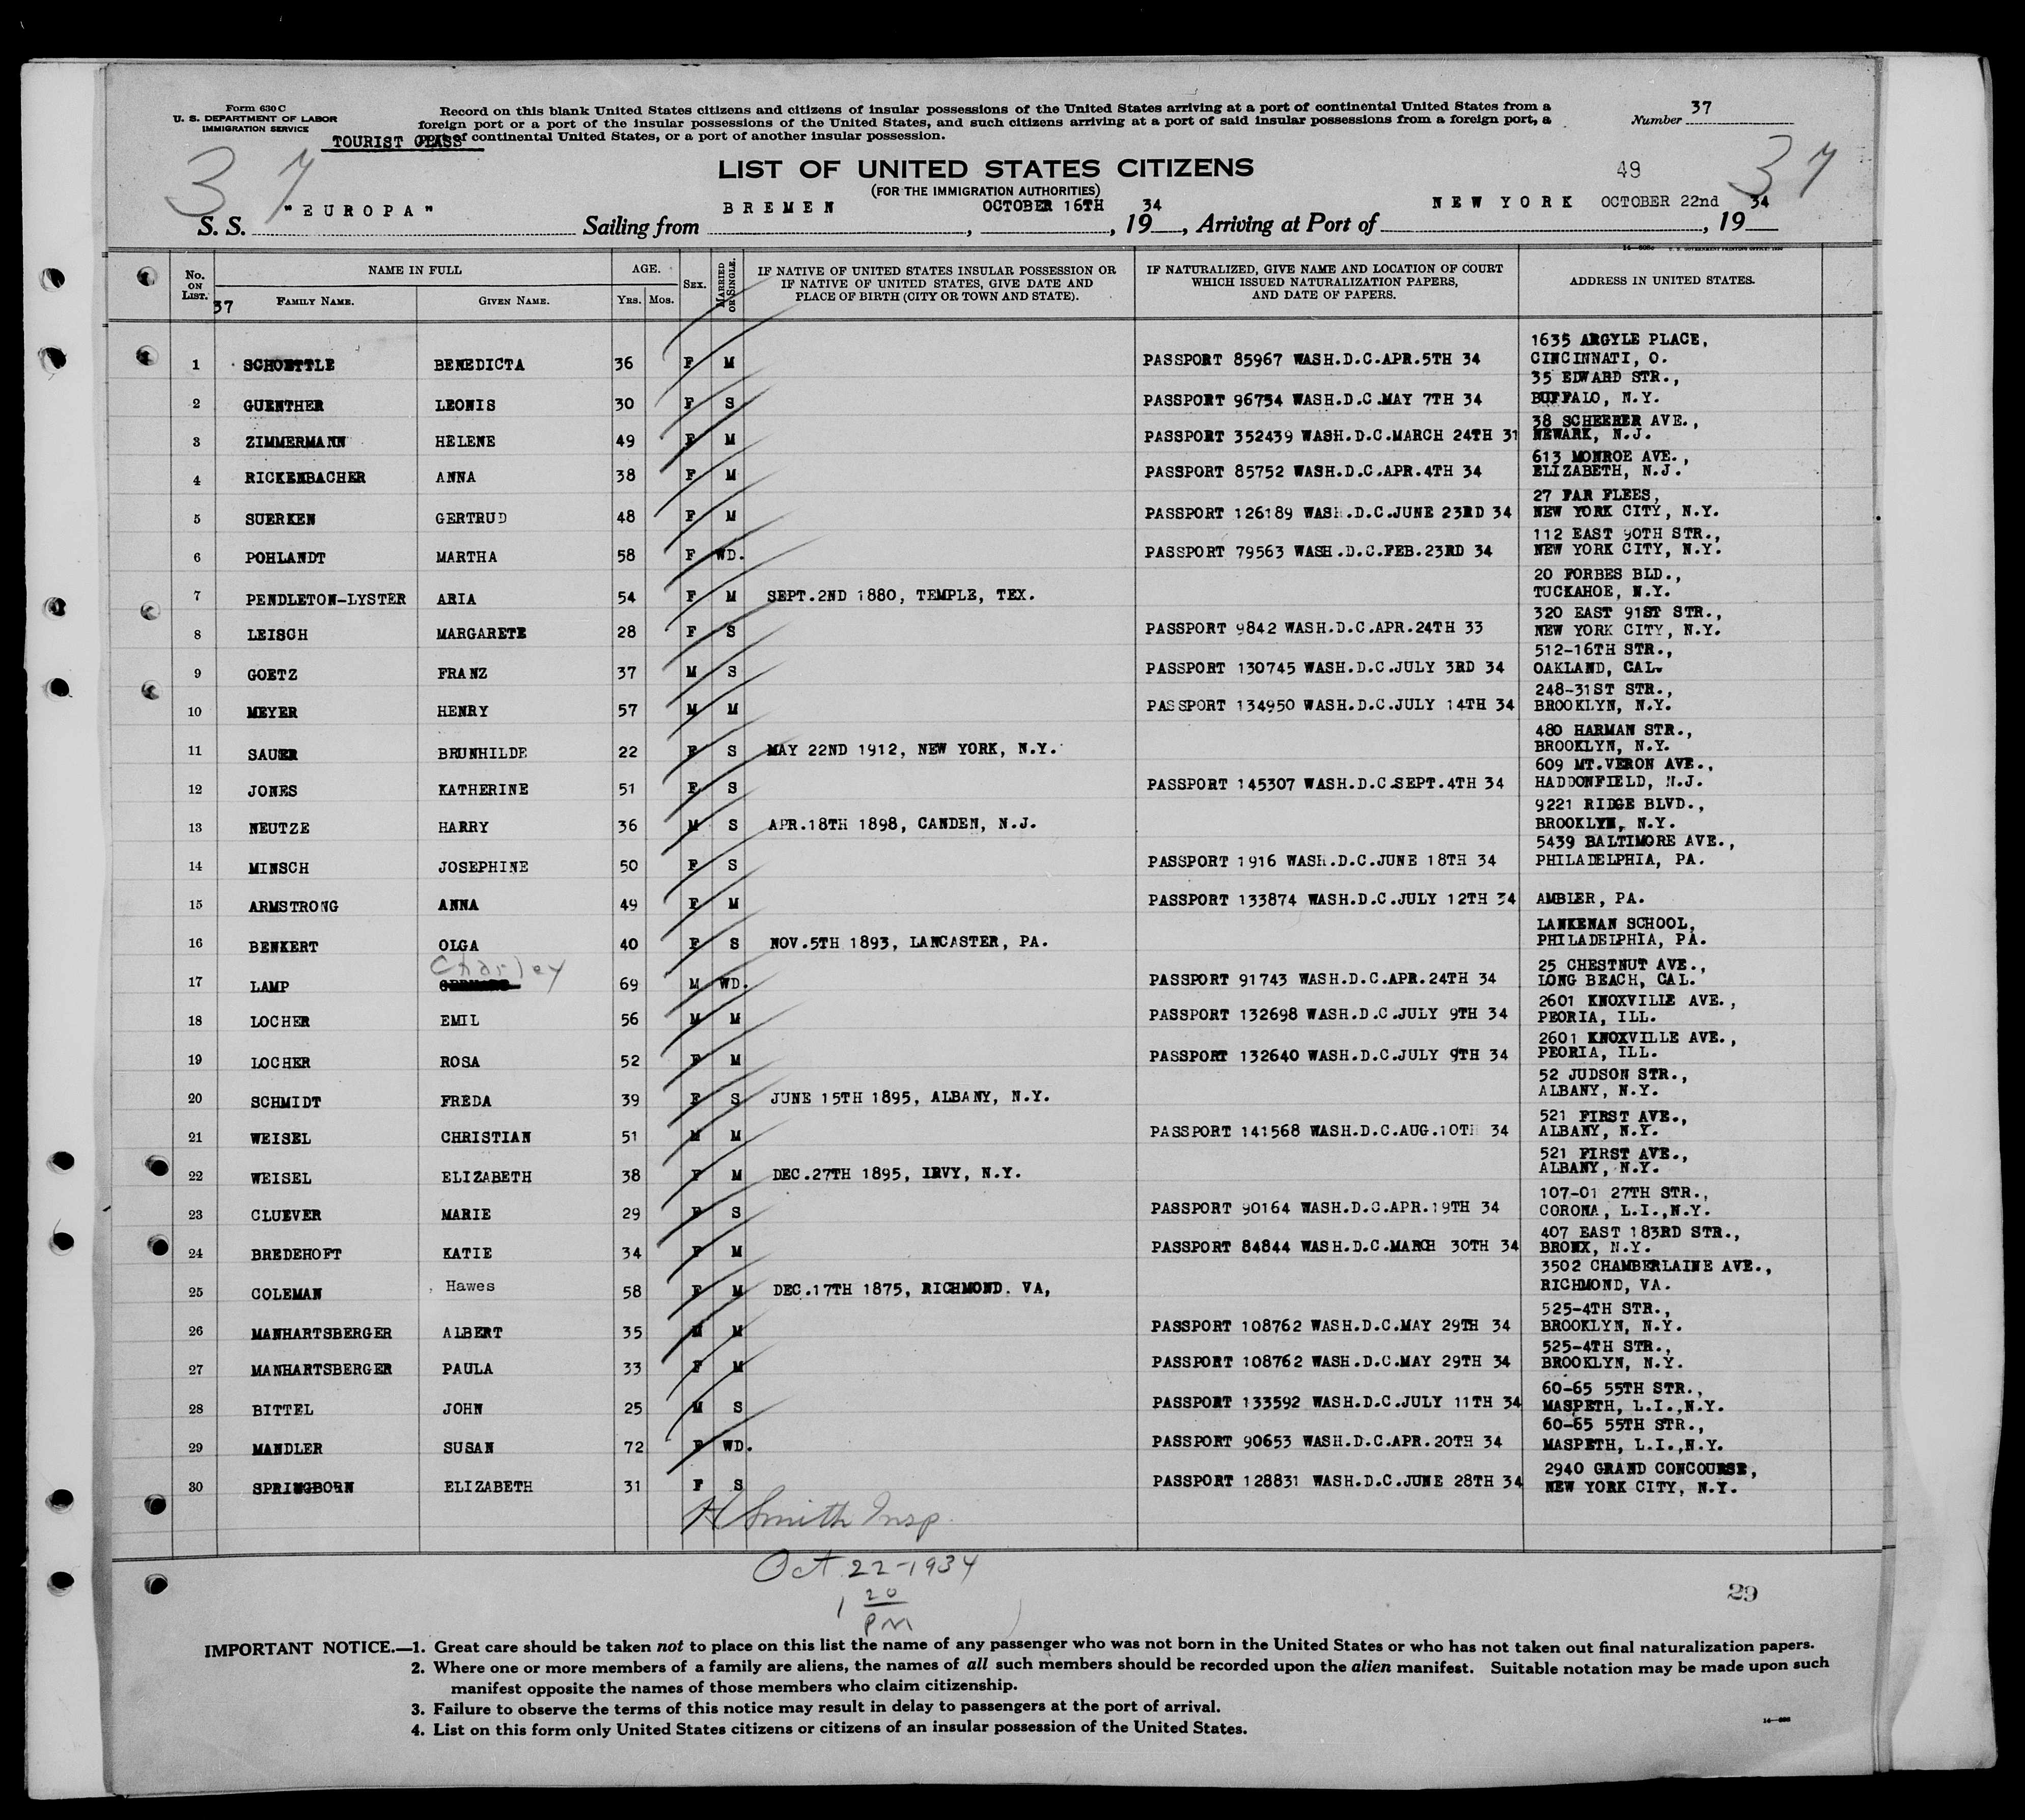 Form 630 C
U. S. DEPARTMENT OF LABOR
IMMIGRATION SERVICE
TOURIST CLASS
Record on this blank United States citizens and citizens of insular possessions of the United States arriving at a port of continental United States from a
foreign port or a port of the insular possessions of the United States, and such citizens arriving at a port of said insular possessions from a foreign port, a
port of continental United States, or a port of another insular possession.
Number 37
37
LIST OF UNITED STATES CITIZENS
(FOR THE IMMIGRATION AUTHORITIES)
49
37
S. S. "EUROPA" Sailing from BREMEN, OCTOBER 16TH, 1934, Arriving at Port of NEW YORK OCTOBER 22nd, 1934
No. ON LIST. NAME IN FULL AGE. SEX. MARRIED OR SINGLE. IF NATIVE OF UNITED STATES INSULAR POSSESSION OR IF NATIVE OF UNITED STATES, GIVE DATE AND PLACE OF BIRTH (CITY OR TOWN AND STATE). IF NATURALIZED, GIVE NAME AND LOCATION OF COURT WHICH ISSUED NATURALIZATION PAPERS, AND DATE OF PAPERS. ADDRESS IN UNITED STATES.
37 FAMILY NAME. GIVEN NAME. YRS. MOS.
1 SCHOETTLE BENEDICTA 36 F M PASSPORT 85967 WASH.D.C.APR.5TH 34 1635 ARGYLE PLACE, CINCINNATI, O.
2 GUENTHER LEONIS 30 F S PASSPORT 96754 WASH.D.C.MAY 7TH 34 35 EDWARD STR., BUFFALO, N.Y.
3 ZIMMERMANN HELENE 49 F M PASSPORT 352439 WASH.D.C.MARCH 24TH 31 38 SCHEERER AVE., NEWARK, N.J.
4 RICKENBACHER ANNA 38 F M PASSPORT 85752 WASH.D.C.APR.4TH 34 613 MONROE AVE., ELIZABETH, N.J.
5 SUERKEN GERTRUD 48 F M PASSPORT 126189 WASH.D.C.JUNE 23RD 34 27 FAR FLEES, NEW YORK CITY, N.Y.
6 POHLANDT MARTHA 58 F WD. PASSPORT 79563 WASH.D.C.FEB.23RD 34 112 EAST 90TH STR., NEW YORK CITY, N.Y.
7 PENDLETON-LYSTER ARIA 54 F M SEPT.2ND 1880, TEMPLE, TEX. 20 FORBES BLD., TUCKAHOE, N.Y.
8 LEISCH MARGARETE 28 F S PASSPORT 9842 WASH.D.C.APR.24TH 33 320 EAST 91ST STR., NEW YORK CITY, N.Y.
9 GOETZ FRANZ 37 M S PASSPORT 130745 WASH.D.C.JULY 3RD 34 512-16TH STR., OAKLAND, CAL.
10 MEYER HENRY 57 M M PASSPORT 134950 WASH.D.C.JULY 14TH 34 248-31ST STR., BROOKLYN, N.Y.
11 SAUER BRUNHILDE 22 F S MAY 22ND 1912, NEW YORK, N.Y. 480 HARMAN STR., BROOKLYN, N.Y.
12 JONES KATHERINE 51 F S PASSPORT 145307 WASH.D.C.SEPT.4TH 34 609 MT.VERON AVE., HADDONFIELD, N.J.
13 NEUTZE HARRY 36 M S APR.18TH 1898, CANDEN, N.J. 9221 RIDGE BLVD., BROOKLYN, N.Y.
14 MINSCH JOSEPHINE 50 F S PASSPORT 1916 WASH.D.C.JUNE 18TH 34 5439 BALTIMORE AVE., PHILADELPHIA, PA.
15 ARMSTRONG ANNA 49 F M PASSPORT 133874 WASH.D.C.JULY 12TH 34 AMBLER, PA.
16 BENKERT OLGA 40 F S NOV.5TH 1893, LANCASTER, PA. LANKENAN SCHOOL, PHILADELPHIA, PA.
17 LAMP Charley 69 M WD. PASSPORT 91743 WASH.D.C.APR.24TH 34 25 CHESTNUT AVE., LONG BEACH, CAL.
18 LOCHER EMIL 56 M M PASSPORT 132698 WASH.D.C.JULY 9TH 34 2601 KNOXVILLE AVE., PEORIA, ILL.
19 LOCHER ROSA 52 F M PASSPORT 132640 WASH.D.C.JULY 9TH 34 2601 KNOXVILLE AVE., PEORIA, ILL.
20 SCHMIDT FREDA 39 F S JUNE 15TH 1895, ALBANY, N.Y. 52 JUDSON STR., ALBANY, N.Y.
21 WEISEL CHRISTIAN 51 M M PASSPORT 141568 WASH.D.C.AUG.10TH 34 521 FIRST AVE., ALBANY, N.Y.
22 WEISEL ELIZABETH 38 F M DEC.27TH 1895, IRVY, N.Y. 521 FIRST AVE., ALBANY, N.Y.
23 CLUEVER MARIE 29 F S PASSPORT 90164 WASH.D.C.APR.19TH 34 107-01 27TH STR., CORONA, L.I.,N.Y.
24 BREDEHOFT KATIE 34 F M PASSPORT 84844 WASH.D.C.MARCH 30TH 34 407 EAST 183RD STR., BRONX, N.Y.
25 COLEMAN Hawes 58 F M DEC.17TH 1875, RICHMOND. VA, 3502 CHAMBERLAINE AVE., RICHMOND, VA.
26 MANHARTSBERGER ALBERT 35 M M PASSPORT 108762 WASH.D.C.MAY 29TH 34 525-4TH STR., BROOKLYN, N.Y.
27 MANHARTSBERGER PAULA 33 F M PASSPORT 108762 WASH.D.C.MAY 29TH 34 525-4TH STR., BROOKLYN, N.Y.
28 BITTEL JOHN 25 M S PASSPORT 133592 WASH.D.C.JULY 11TH 34 60-65 55TH STR., MASPETH, L.I.,N.Y.
29 MANDLER SUSAN 72 F WD. PASSPORT 90653 WASH.D.C.APR.20TH 34 60-65 55TH STR., MASPETH, L.I.,N.Y.
30 SPRINGBORN ELIZABETH 31 F S PASSPORT 128831 WASH.D.C.JUNE 28TH 34 2940 GRAND CONCOURSE, NEW YORK CITY, N.Y.
H Smith Insp.
Oct 22-1934
1 20 PM
29
IMPORTANT NOTICE.—1. Great care should be taken not to place on this list the name of any passenger who was not born in the United States or who has not taken out final naturalization papers.
2. Where one or more members of a family are aliens, the names of all such members should be recorded upon the alien manifest. Suitable notation may be made upon such
manifest opposite the names of those members who claim citizenship.
3. Failure to observe the terms of this notice may result in delay to passengers at the port of arrival.
4. List on this form only United States citizens or citizens of an insular possession of the United States.